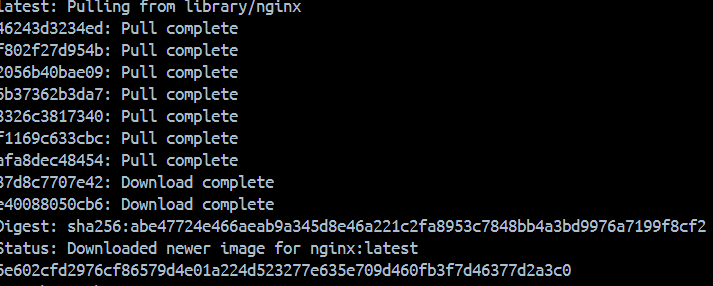 latest: Pulling from library/nginx
46243d3234ed: Pull complete
f802f27d954b: Pull complete
2056b40bae09: Pull complete
6b37362b3da7: Pull complete
3326c3817340: Pull complete
f1169c633cbc: Pull complete
afa8dec48454: Pull complete
37d8c7707e42: Download complete
e40088050cb6: Download complete
Digest: sha256:abe47724e466aeab9a345d8e46a221c2fa8953c7848bb4a3bd9976a7199f8cf2
Status: Downloaded newer image for nginx:latest
6e602cfd2976cf86579d4e01a224d523277e635e709d460fb3f7d46377d2a3c0